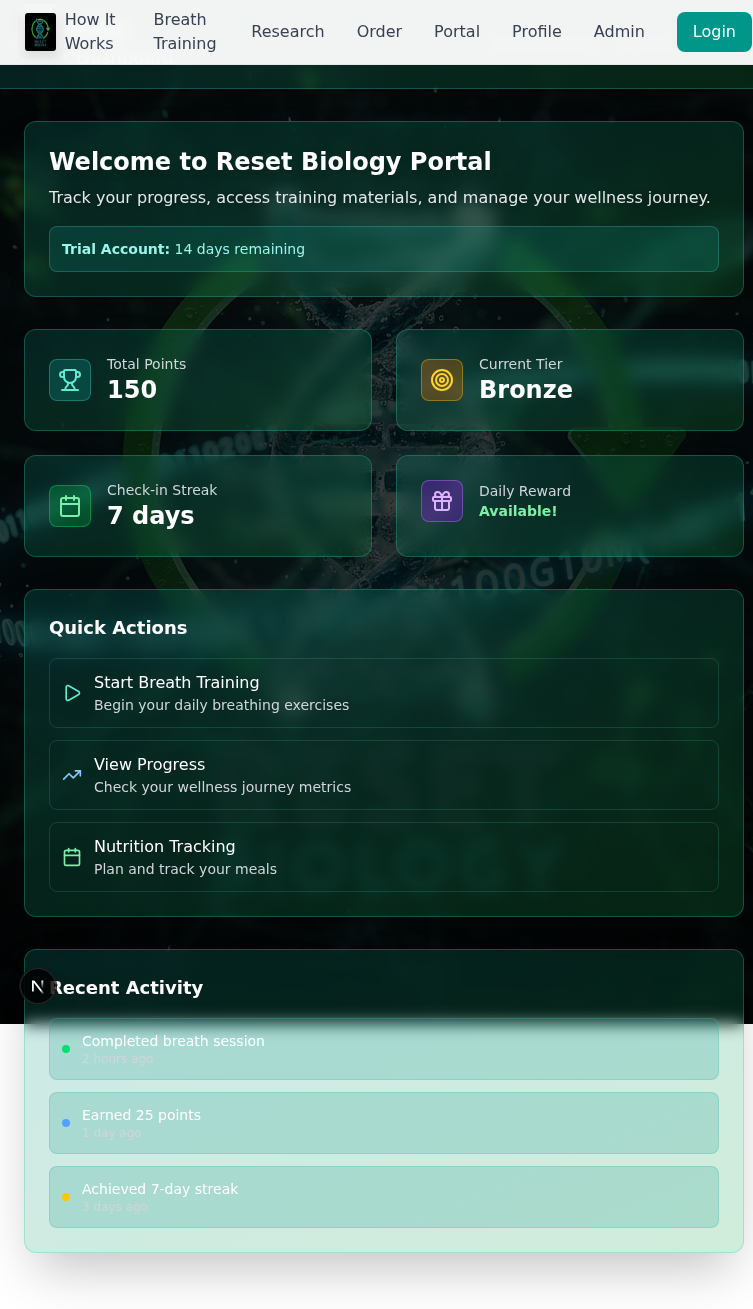 How It Works
Breath Training
Research
Order
Portal
Profile
Admin
Login
Welcome to Reset Biology Portal
Track your progress, access training materials, and manage your wellness journey.
Trial Account: 14 days remaining
Total Points
150
Current Tier
Bronze
Check-in Streak
7 days
Daily Reward
Available!
Quick Actions
Start Breath Training
Begin your daily breathing exercises
View Progress
Check your wellness journey metrics
Nutrition Tracking
Plan and track your meals
N
Recent Activity
Completed breath session
2 hours ago
Earned 25 points
1 day ago
Achieved 7-day streak
3 days ago